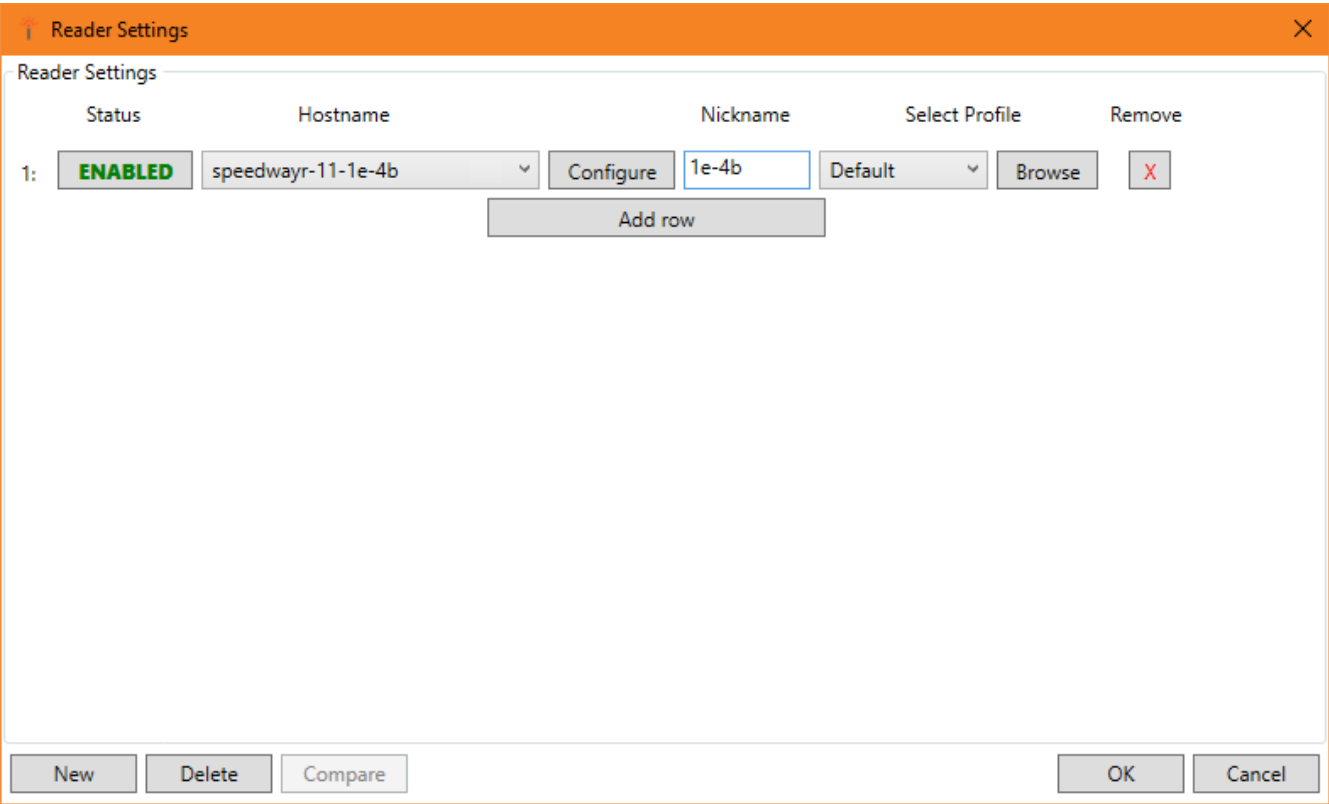 Reader Settings
Reader Settings
Status Hostname Nickname Select Profile Remove
1: ENABLED speedwayr-11-1e-4b Configure 1e-4b Default Browse X
Add row
New Delete Compare OK Cancel